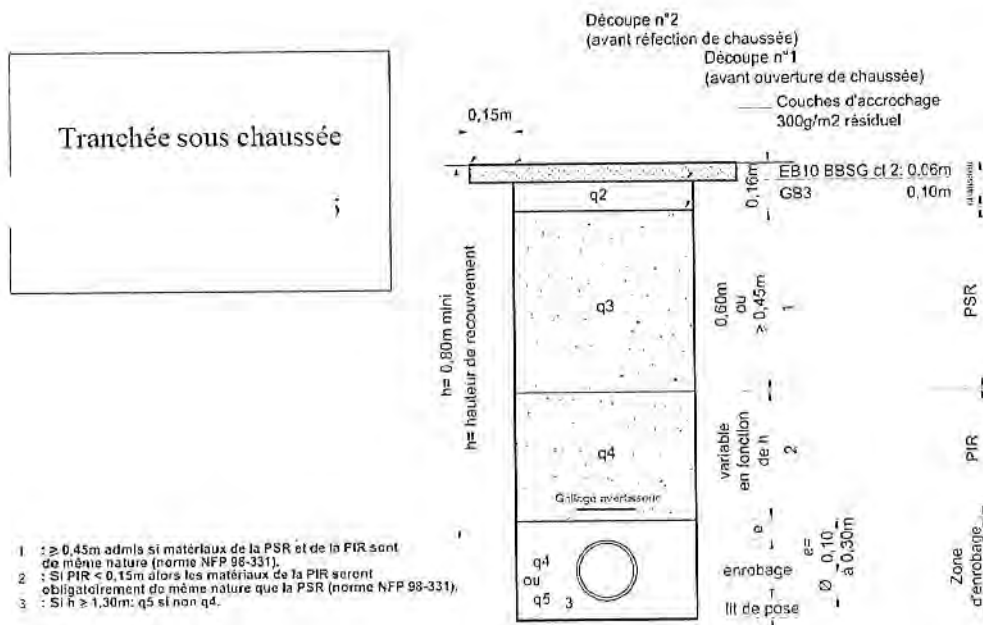 Découpe n°2
(avant réfection de chaussée)
Découpe n°1
(avant ouverture de chaussée)
Couches d'accrochage
300g/m2 résiduel
Tranchée sous chaussée
0,15m
EB10 BBSG cl 2: 0.06m
GB3 0,10m
0,16m
q2
h= 0,80m mini
h= hauteur de recouvrement
q3
0,60m
ou
≥ 0,45m
1
PSR
q4
variable
en fonction
de h
2
PIR
Grillage avertisseur
q4
ou
q5 3
e
enrobage
lit de pose
e=
Ø 0,10
à 0,30m
Zone
d'enrobage
1 : ≥ 0,45m admis si matériaux de la PSR et de la PIR sont
de même nature (norme NFP 98-331).
2 : Si PIR < 0,15m alors les matériaux de la PIR seront
obligatoirement de même nature que la PSR (norme NFP 98-331).
3 : Si h ≥ 1,30m: q5 si non q4.